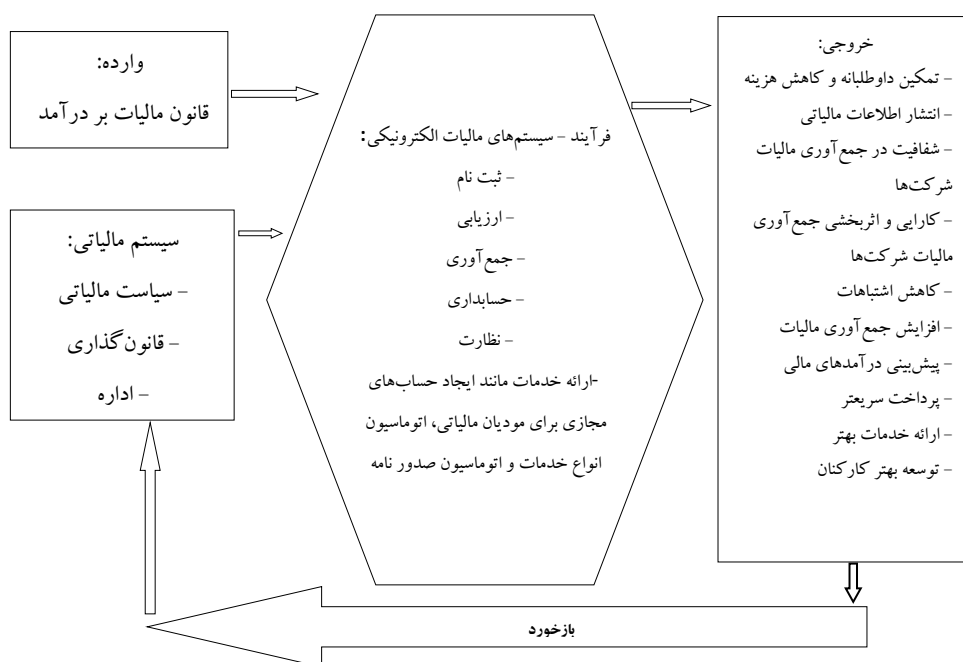 وارده:
قانون مالیات بر درآمد
سیستم مالیاتی:
– سیاست مالیاتی
– قانون‌گذاری
– اداره
فرآیند – سیستم‌های مالیات الکترونیکی:
– ثبت نام
– ارزیابی
– جمع‌آوری
– حسابداری
– نظارت
-ارائه خدمات مانند ایجاد حساب‌های
مجازی برای مودیان مالیاتی، اتوماسیون
انواع خدمات و اتوماسیون صدور نامه
خروجی:
– تمکین داوطلبانه و کاهش هزینه
– انتشار اطلاعات مالیاتی
– شفافیت در جمع‌آوری مالیات
شرکت‌ها
– کارایی و اثربخشی جمع‌آوری
مالیات شرکت‌ها
– کاهش اشتباهات
– افزایش جمع‌آوری مالیات
– پیش‌بینی درآمدهای مالی
– پرداخت سریعتر
– ارائه خدمات بهتر
– توسعه بهتر کارکنان
بازخورد